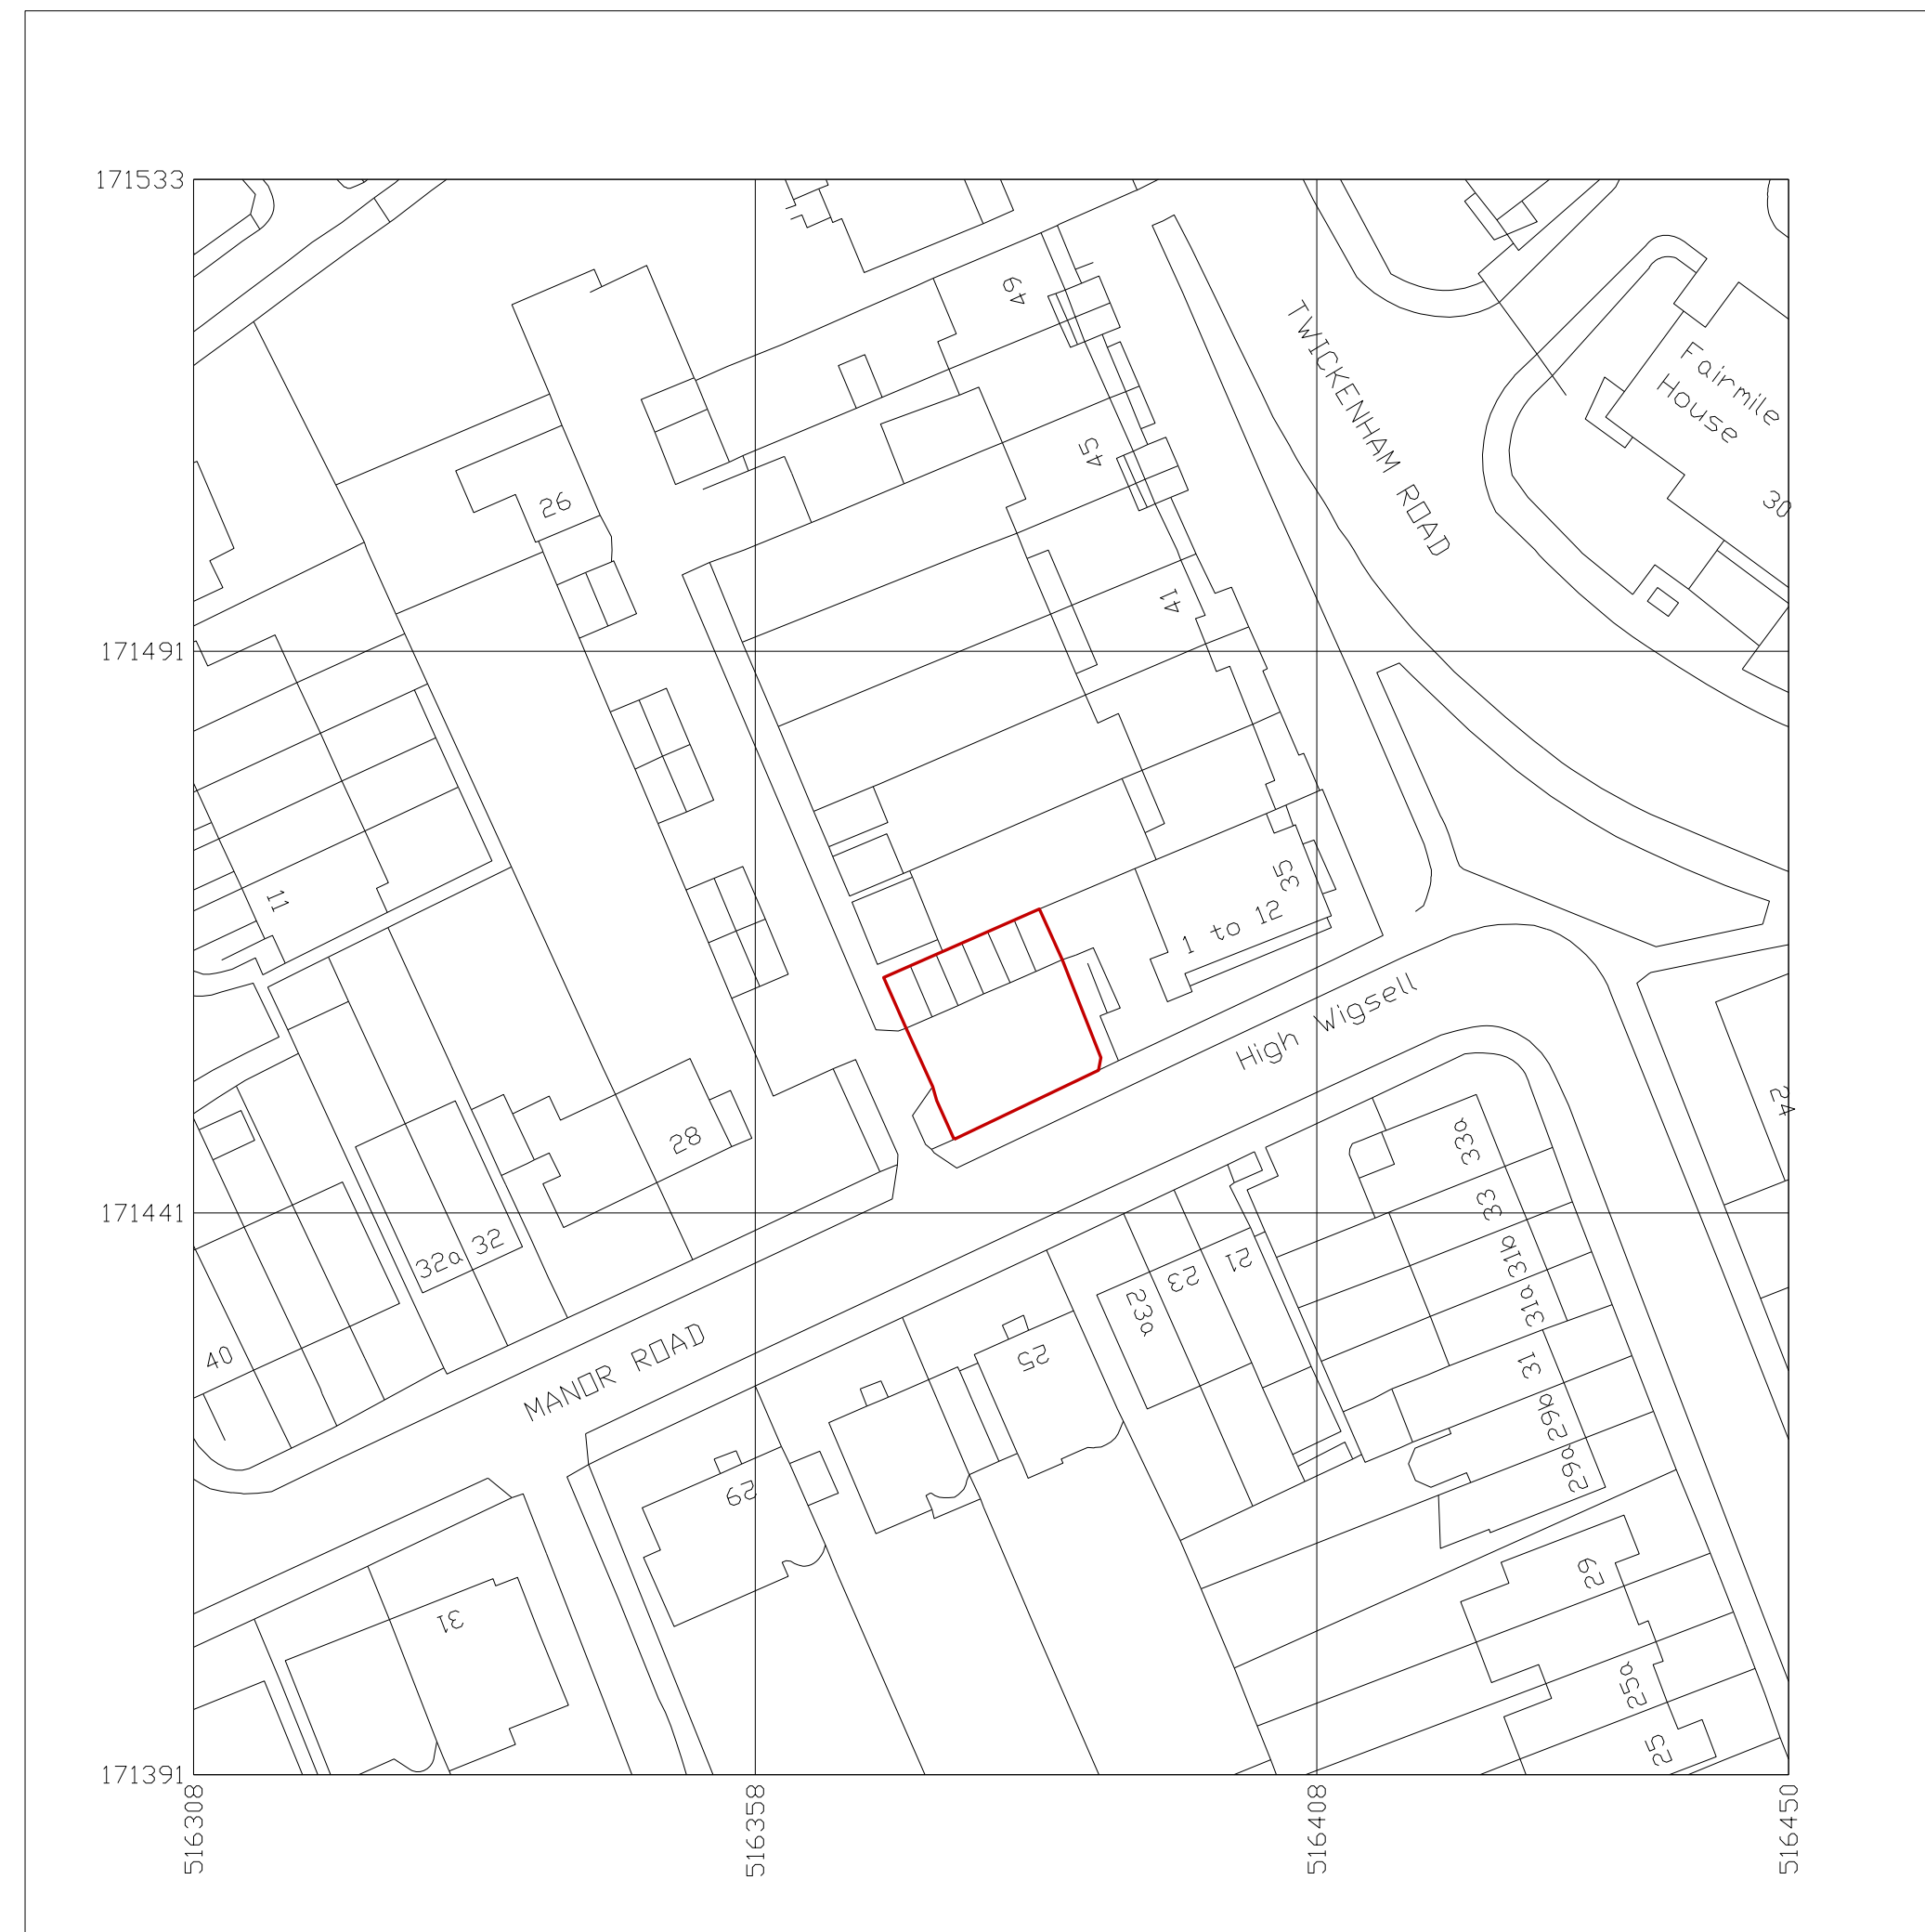 171533
49
TWICKENHAM ROAD
Fairmile
House
45
26
30
41
171491
11
35
1 to 12
High Wigsell
28
33a
24
33
171441
32a 32
31b
21
23
31a
23a
40
MANOR ROAD
25
31
29b
29a
29
29
31
25a
25
171391
516308
516358
516408
516450